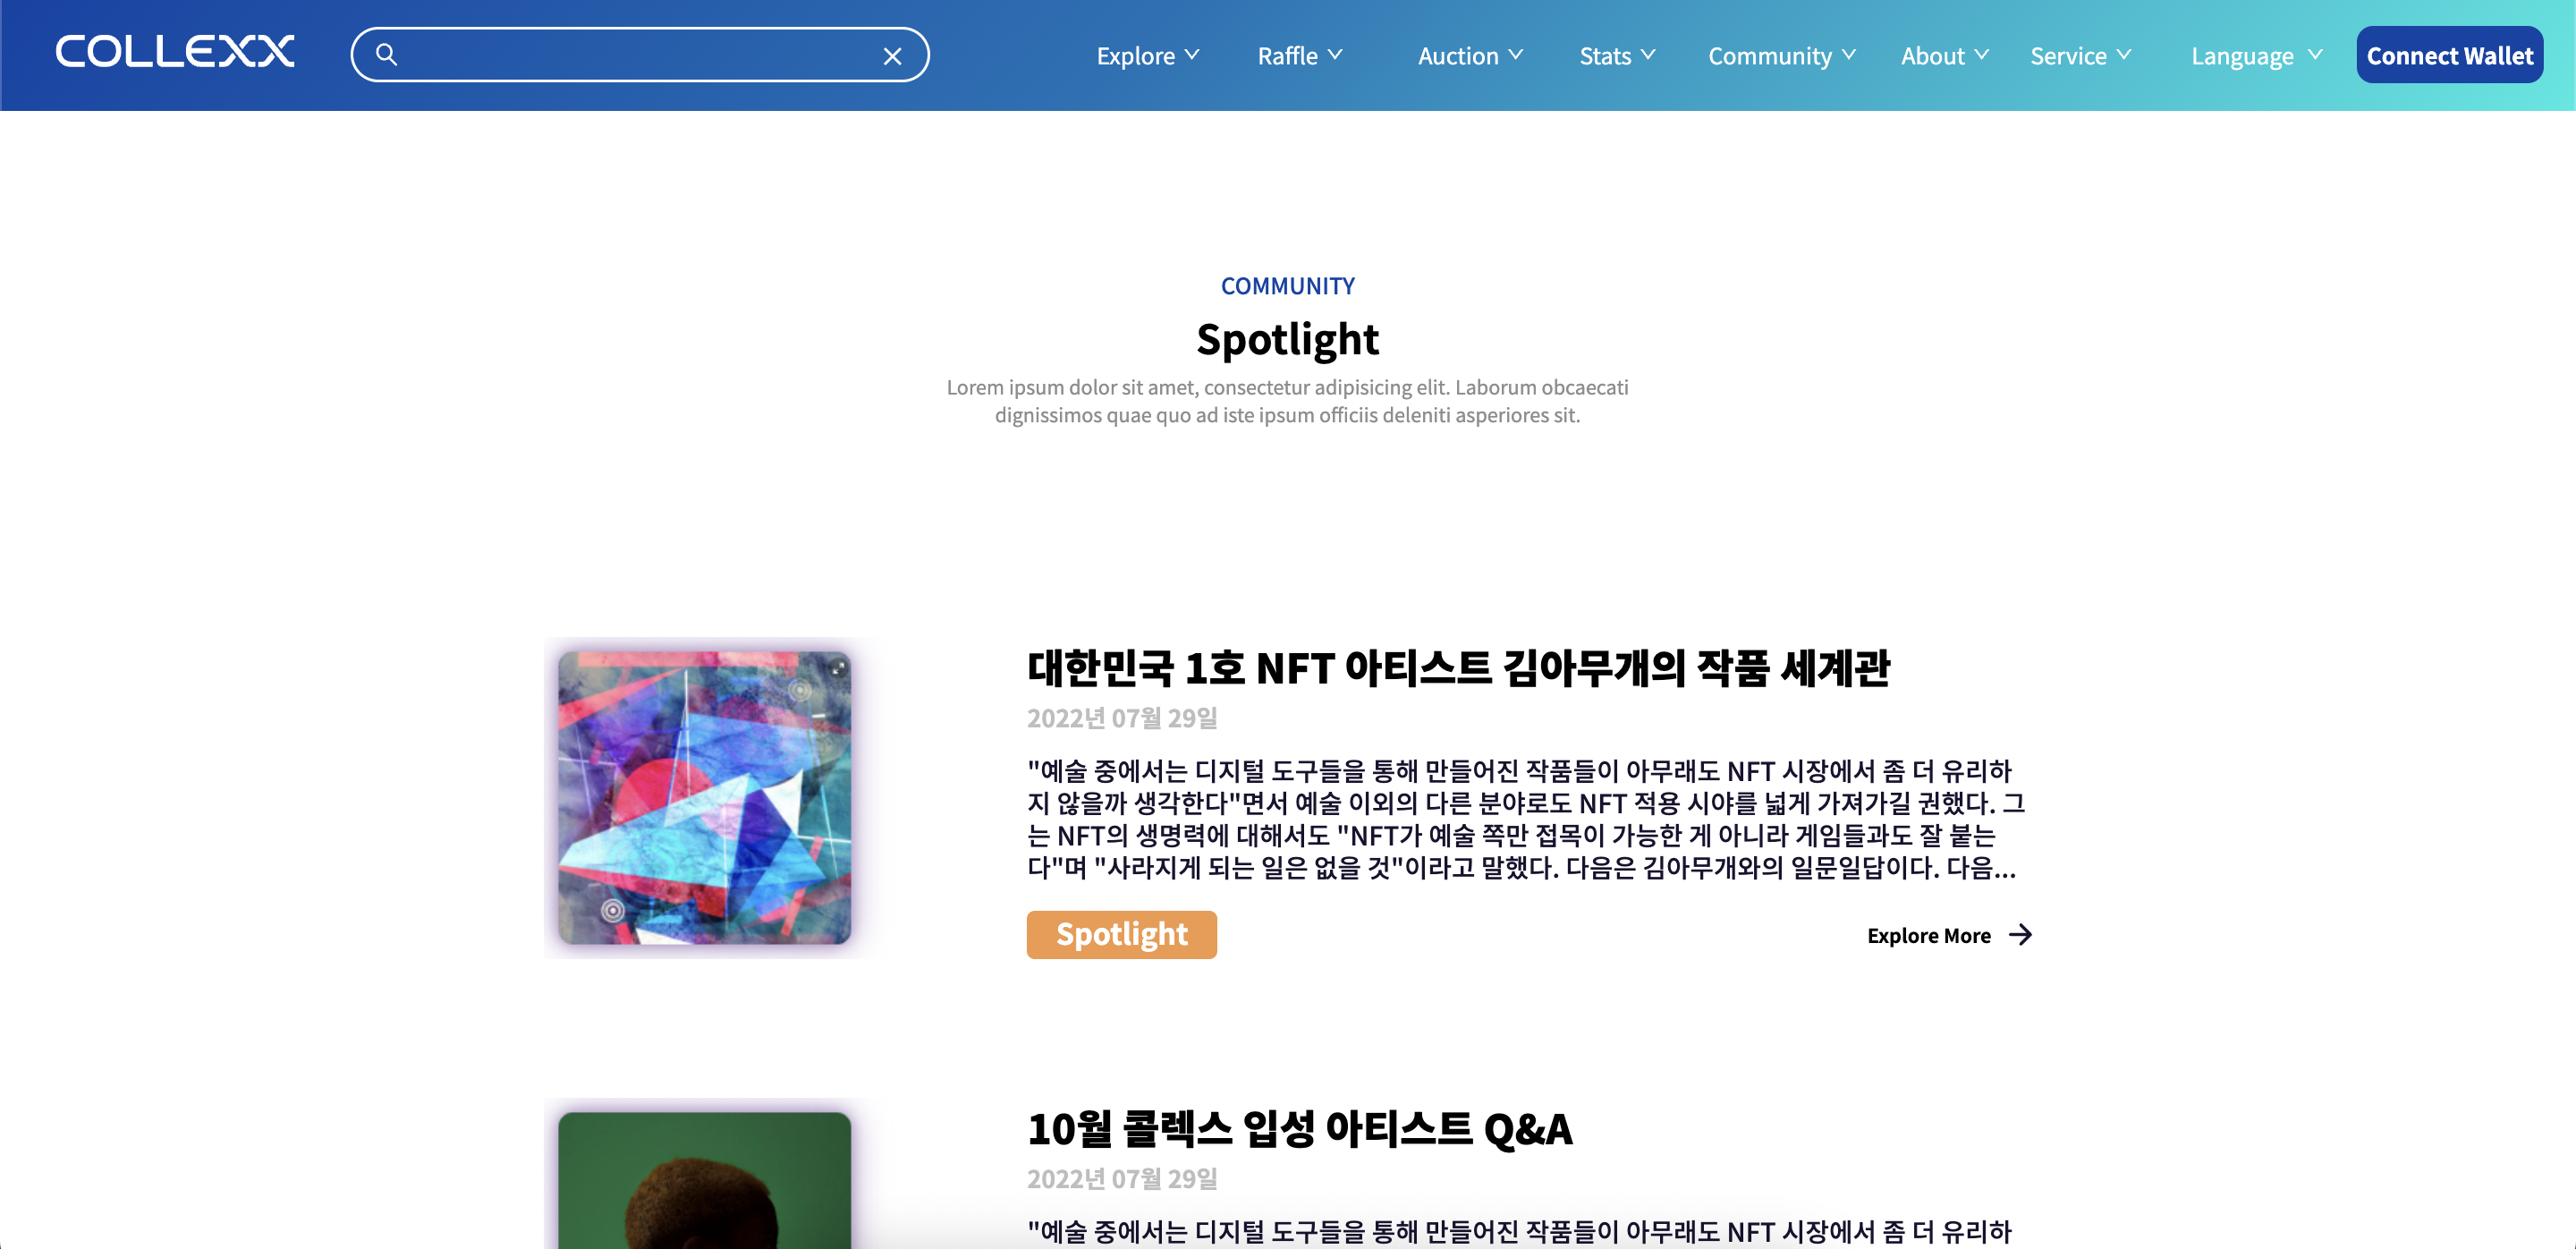 COLLEXX
Explore
Raffle
Auction
Stats
Community
About
Service
Language
Connect Wallet
COMMUNITY
Spotlight
Lorem ipsum dolor sit amet, consectetur adipisicing elit. Laborum obcaecati
dignissimos quae quo ad iste ipsum officiis deleniti asperiores sit.
대한민국 1호 NFT 아티스트 김아무개의 작품 세계관
2022년 07월 29일
"예술 중에서는 디지털 도구들을 통해 만들어진 작품들이 아무래도 NFT 시장에서 좀 더 유리하
지 않을까 생각한다"면서 예술 이외의 다른 분야로도 NFT 적용 시야를 넓게 가져가길 권했다. 그
는 NFT의 생명력에 대해서도 "NFT가 예술 쪽만 접목이 가능한 게 아니라 게임들과도 잘 붙는
다"며 "사라지게 되는 일은 없을 것"이라고 말했다. 다음은 김아무개와의 일문일답이다. 다음...
Spotlight
Explore More
10월 콜렉스 입성 아티스트 Q&A
2022년 07월 29일
"예술 중에서는 디지털 도구들을 통해 만들어진 작품들이 아무래도 NFT 시장에서 좀 더 유리하